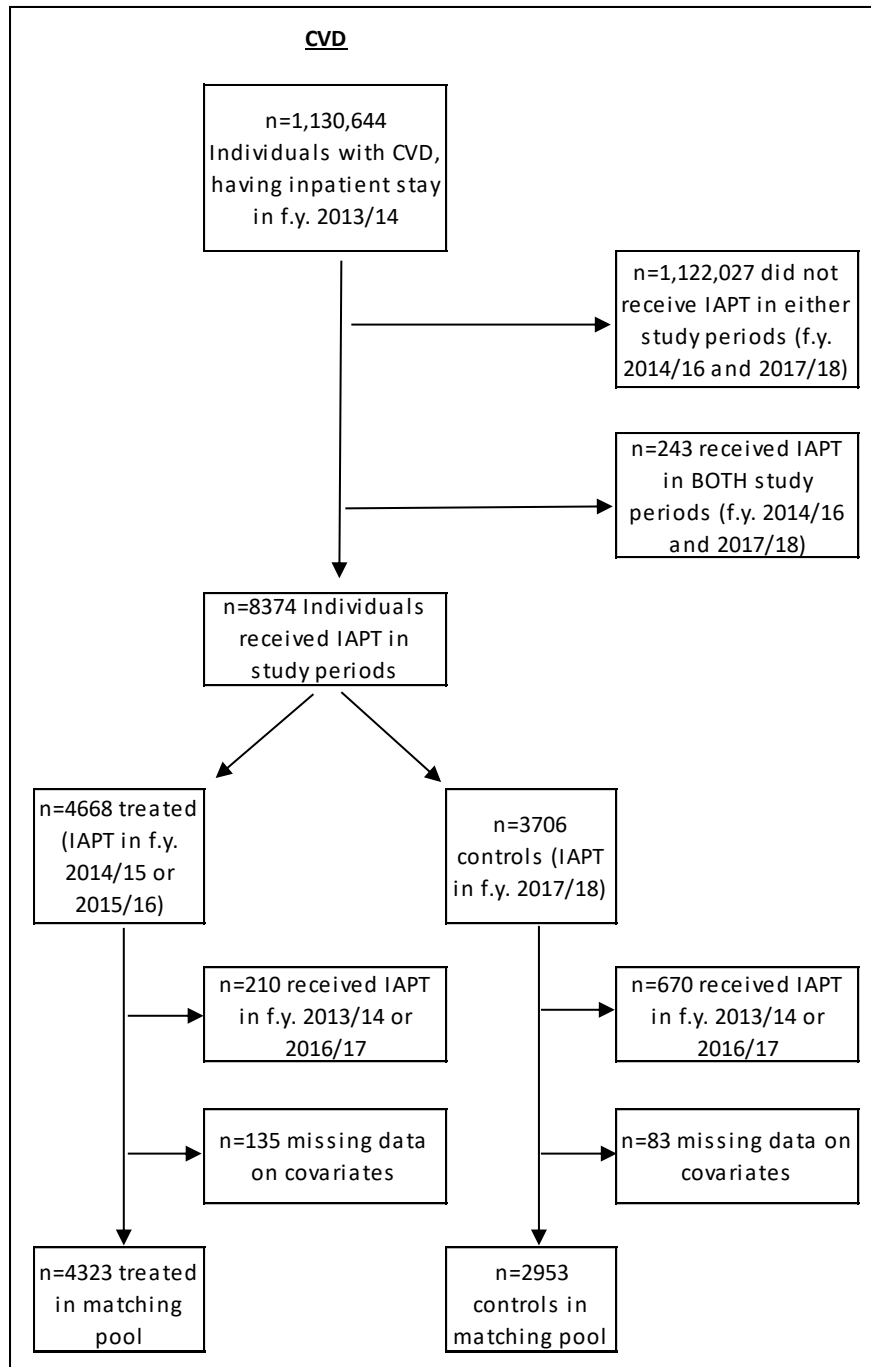 CVD
n=1,130,644
Individuals with CVD,
having inpatient stay
in f.y. 2013/14
n=1,122,027 did not
receive IAPT in either
study periods (f.y.
2014/16 and 2017/18)
n=243 received IAPT
in BOTH study
periods (f.y. 2014/16
and 2017/18)
n=8374 Individuals
received IAPT in
study periods
n=4668 treated
(IAPT in f.y.
2014/15 or
2015/16)
n=3706
controls (IAPT
in f.y. 2017/18)
n=210 received IAPT
in f.y. 2013/14 or
2016/17
n=670 received IAPT
in f.y. 2013/14 or
2016/17
n=135 missing data
on covariates
n=83 missing data on
covariates
n=4323 treated
in matching
pool
n=2953
controls in
matching pool